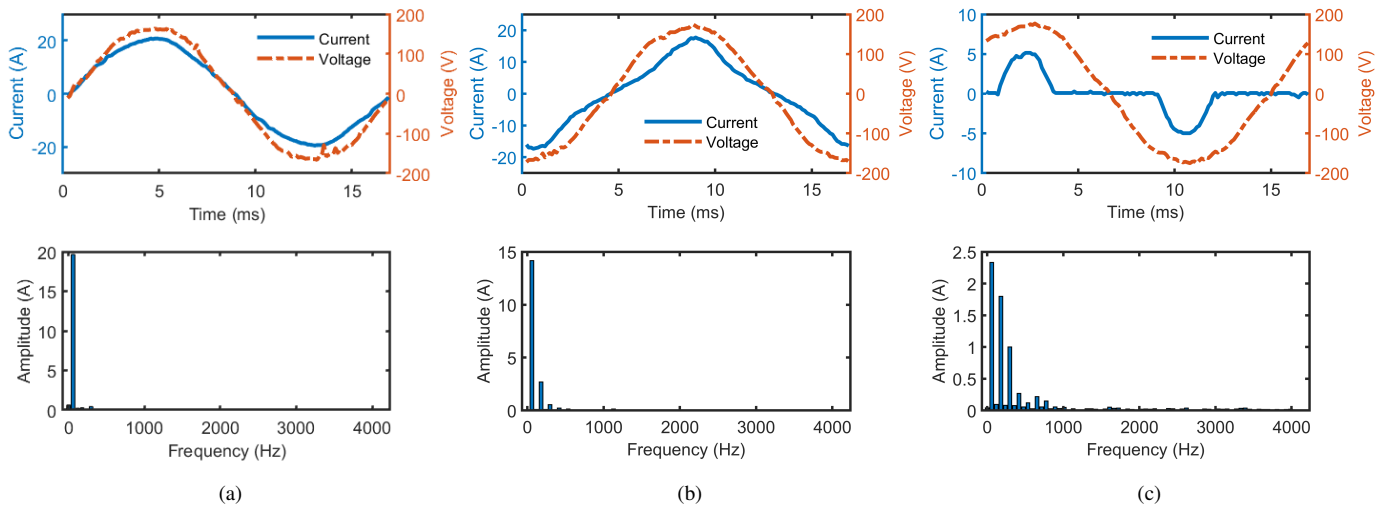 20
0
-20
Current (A)
200
100
0
-100
-200
Voltage (V)
Current
Voltage
0
5
10
15
Time (ms)
20
10
0
-10
-20
Current (A)
200
100
0
-100
-200
Voltage (V)
Current
Voltage
0
5
10
15
Time (ms)
10
5
0
-5
-10
Current (A)
200
100
0
-100
-200
Voltage (V)
Current
Voltage
0
5
10
15
Time (ms)
20
15
10
5
0
Amplitude (A)
0
1000
2000
3000
4000
Frequency (Hz)
15
10
5
0
Amplitude (A)
0
1000
2000
3000
4000
Frequency (Hz)
2.5
2
1.5
1
0.5
0
Amplitude (A)
0
1000
2000
3000
4000
Frequency (Hz)
(a)
(b)
(c)